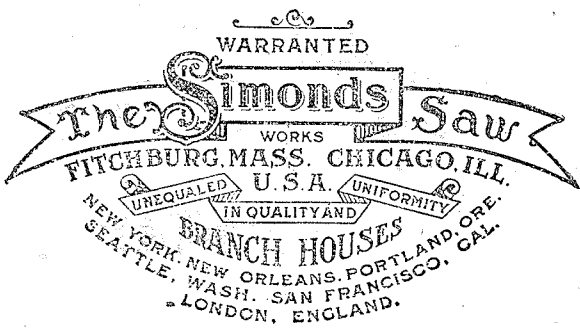 WARRANTED
The Simonds Saw
WORKS
FITCHBURG, MASS. CHICAGO, ILL.
U.S.A.
UNEQUALED IN QUALITY AND UNIFORMITY
BRANCH HOUSES
NEW YORK. NEW ORLEANS. PORTLAND, ORE.
SEATTLE, WASH. SAN FRANCISCO, CAL.
LONDON, ENGLAND.